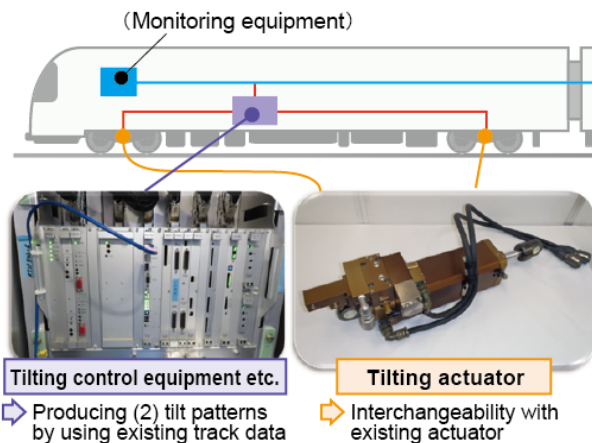 (Monitoring equipment)
Tilting control equipment etc.
Producing (2) tilt patterns
by using existing track data
Tilting actuator
Interchangeability with
existing actuator